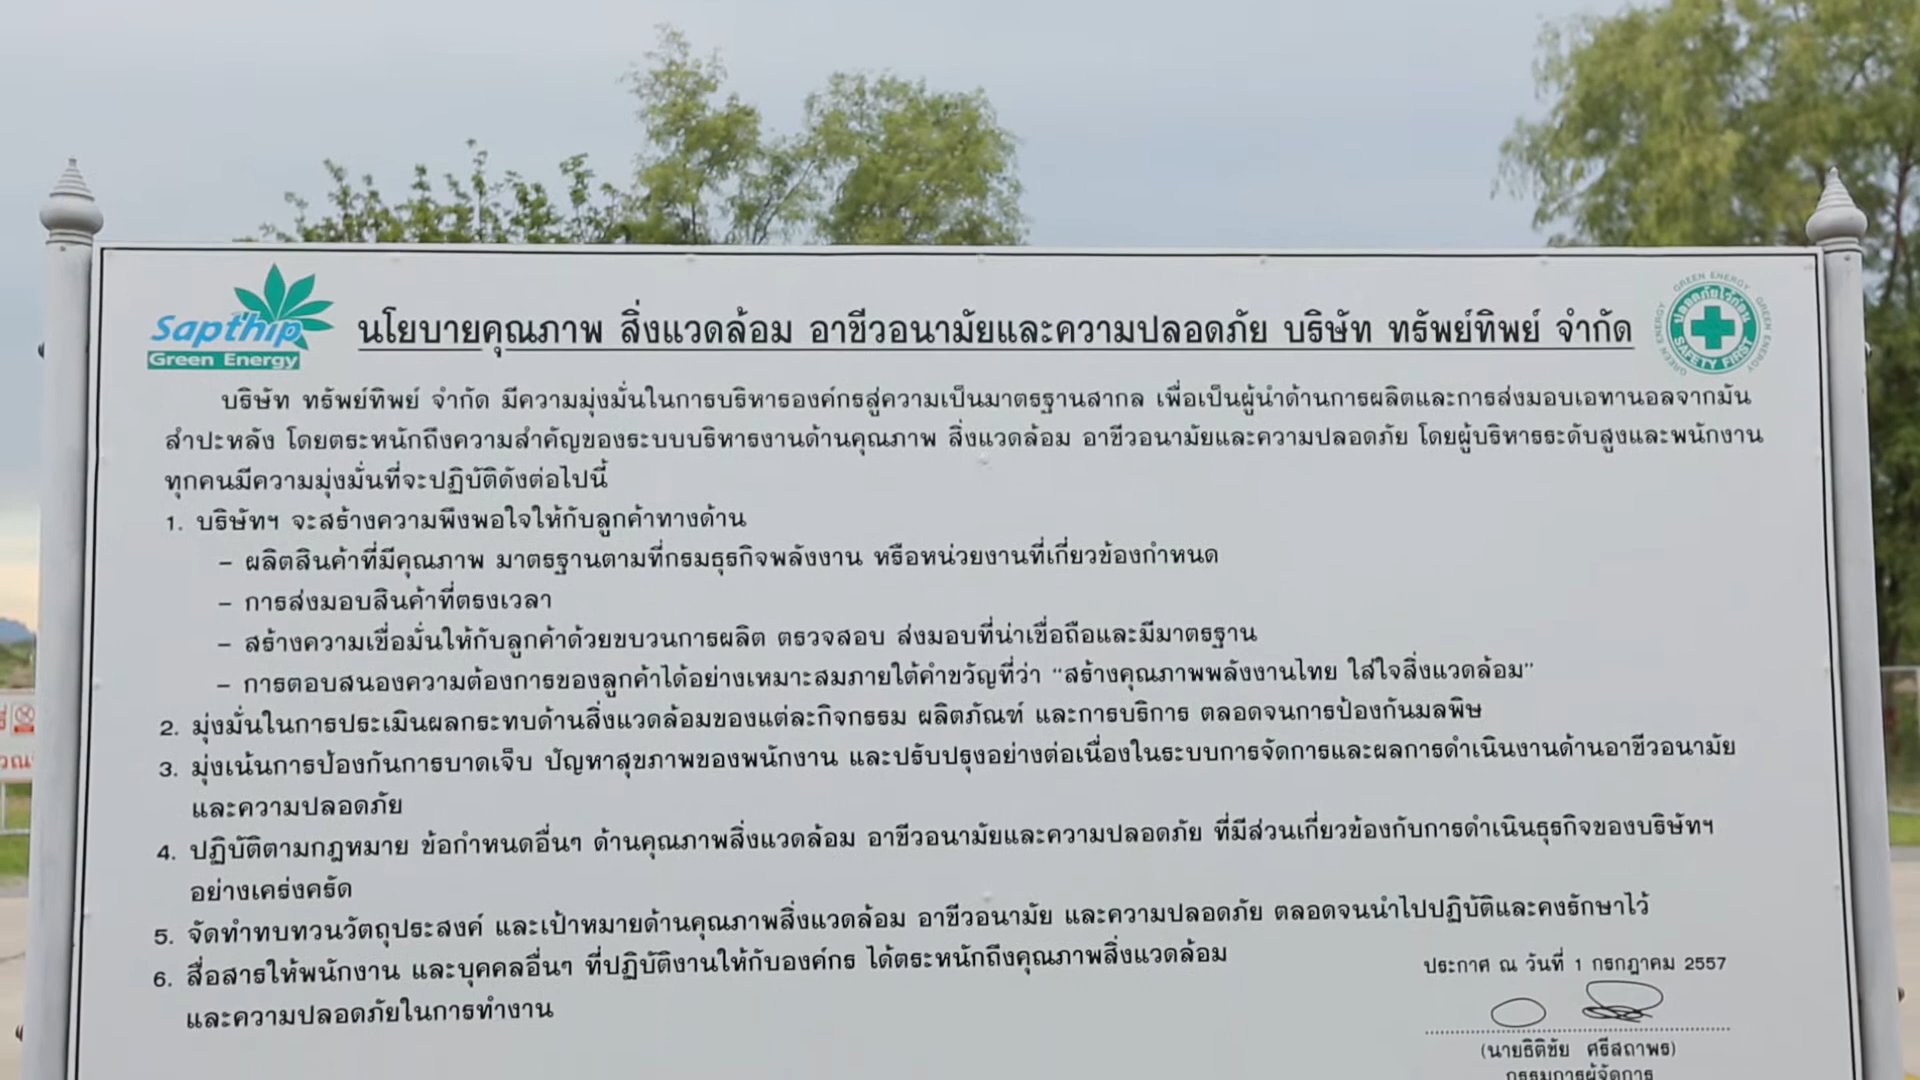 Sapthip
Green Energy
นโยบายคุณภาพ สิ่งแวดล้อม อาชีวอนามัยและความปลอดภัย บริษัท ทรัพย์ทิพย์ จำกัด
GREEN ENERGY GREEN ENERGY GREEN ENERGY
ปลอดภัยไว้ก่อน
SAFETY FIRST
บริษัท ทรัพย์ทิพย์ จำกัด มีความมุ่งมั่นในการบริหารองค์กรสู่ความเป็นมาตรฐานสากล เพื่อเป็นผู้นำด้านการผลิตและการส่งมอบเอทานอลจากมัน
สำปะหลัง โดยตระหนักถึงความสำคัญของระบบบริหารงานด้านคุณภาพ สิ่งแวดล้อม อาชีวอนามัยและความปลอดภัย โดยผู้บริหารระดับสูงและพนักงาน
ทุกคนมีความมุ่งมั่นที่จะปฏิบัติดังต่อไปนี้
1. บริษัทฯ จะสร้างความพึงพอใจให้กับลูกค้าทางด้าน
– ผลิตสินค้าที่มีคุณภาพ มาตรฐานตามที่กรมธุรกิจพลังงาน หรือหน่วยงานที่เกี่ยวข้องกำหนด
– การส่งมอบสินค้าที่ตรงเวลา
– สร้างความเชื่อมั่นให้กับลูกค้าด้วยขบวนการผลิต ตรวจสอบ ส่งมอบที่น่าเชื่อถือและมีมาตรฐาน
– การตอบสนองความต้องการของลูกค้าได้อย่างเหมาะสมภายใต้คำขวัญที่ว่า “สร้างคุณภาพพลังงานไทย ใส่ใจสิ่งแวดล้อม”
2. มุ่งมั่นในการประเมินผลกระทบด้านสิ่งแวดล้อมของแต่ละกิจกรรม ผลิตภัณฑ์ และการบริการ ตลอดจนการป้องกันมลพิษ
3. มุ่งเน้นการป้องกันการบาดเจ็บ ปัญหาสุขภาพของพนักงาน และปรับปรุงอย่างต่อเนื่องในระบบการจัดการและผลการดำเนินงานด้านอาชีวอนามัย
และความปลอดภัย
4. ปฏิบัติตามกฎหมาย ข้อกำหนดอื่นๆ ด้านคุณภาพสิ่งแวดล้อม อาชีวอนามัยและความปลอดภัย ที่มีส่วนเกี่ยวข้องกับการดำเนินธุรกิจของบริษัทฯ
อย่างเคร่งครัด
5. จัดทำทบทวนวัตถุประสงค์ และเป้าหมายด้านคุณภาพสิ่งแวดล้อม อาชีวอนามัย และความปลอดภัย ตลอดจนนำไปปฏิบัติและคงรักษาไว้
6. สื่อสารให้พนักงาน และบุคคลอื่นๆ ที่ปฏิบัติงานให้กับองค์กร ได้ตระหนักถึงคุณภาพสิ่งแวดล้อม
และความปลอดภัยในการทำงาน
ประกาศ ณ วันที่ 1 กรกฎาคม 2557
(นายธิติชัย ศรีสถาพร)
กรรมการผู้จัดการ